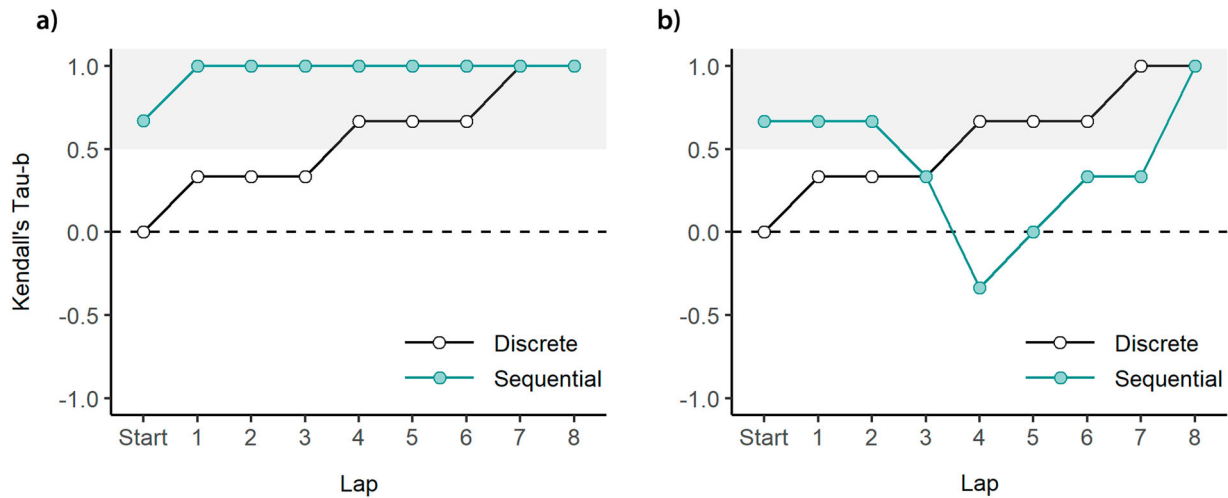 a)
Kendall's Tau-b
1.0
0.5
0.0
-0.5
-1.0
Discrete
Sequential
Start 1 2 3 4 5 6 7 8
Lap
b)
1.0
0.5
0.0
-0.5
-1.0
Discrete
Sequential
Start 1 2 3 4 5 6 7 8
Lap